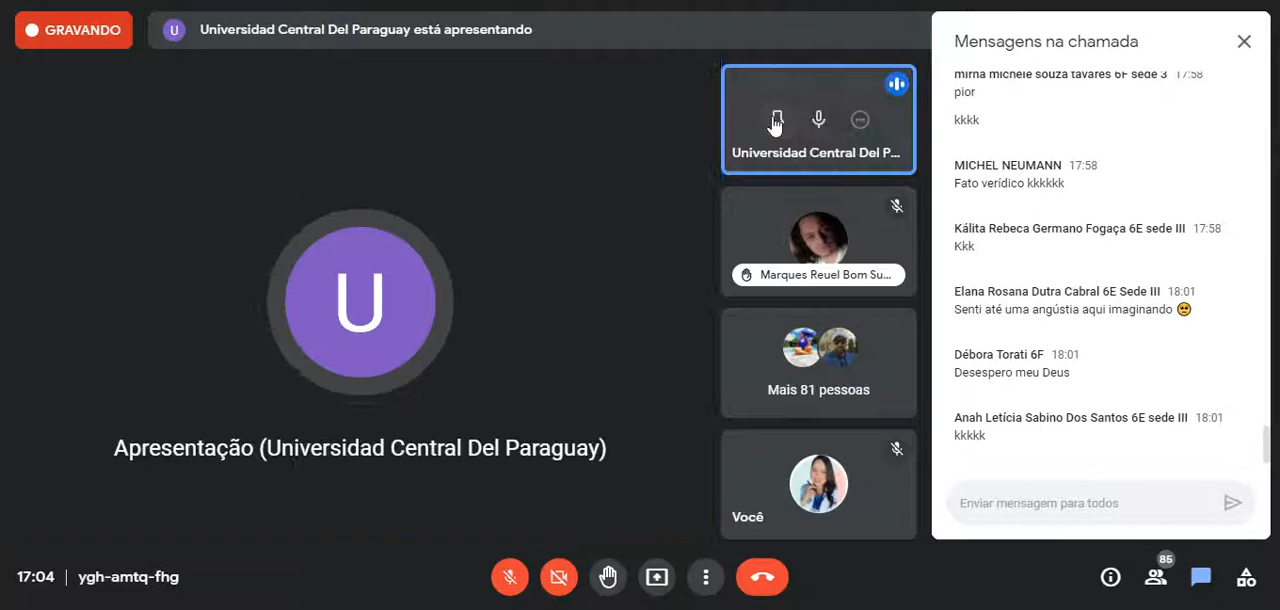 GRAVANDO
U Universidad Central Del Paraguay está apresentando
U
Apresentação (Universidad Central Del Paraguay)
Universidad Central Del P...
Marques Reuel Bom Su...
Mais 81 pessoas
Você
Mensagens na chamada
mirna michele souza tavares 6F sede 3 17:58
pior
kkkk
MICHEL NEUMANN 17:58
Fato verídico kkkkkk
Kálita Rebeca Germano Fogaça 6E sede III 17:58
Kkk
Elana Rosana Dutra Cabral 6E Sede III 18:01
Senti até uma angústia aqui imaginando 🥺
Débora Torati 6F 18:01
Desespero meu Deus
Anah Letícia Sabino Dos Santos 6E sede III 18:01
kkkkk
Enviar mensagem para todos
17:04 | ygh-amtq-fhg
85